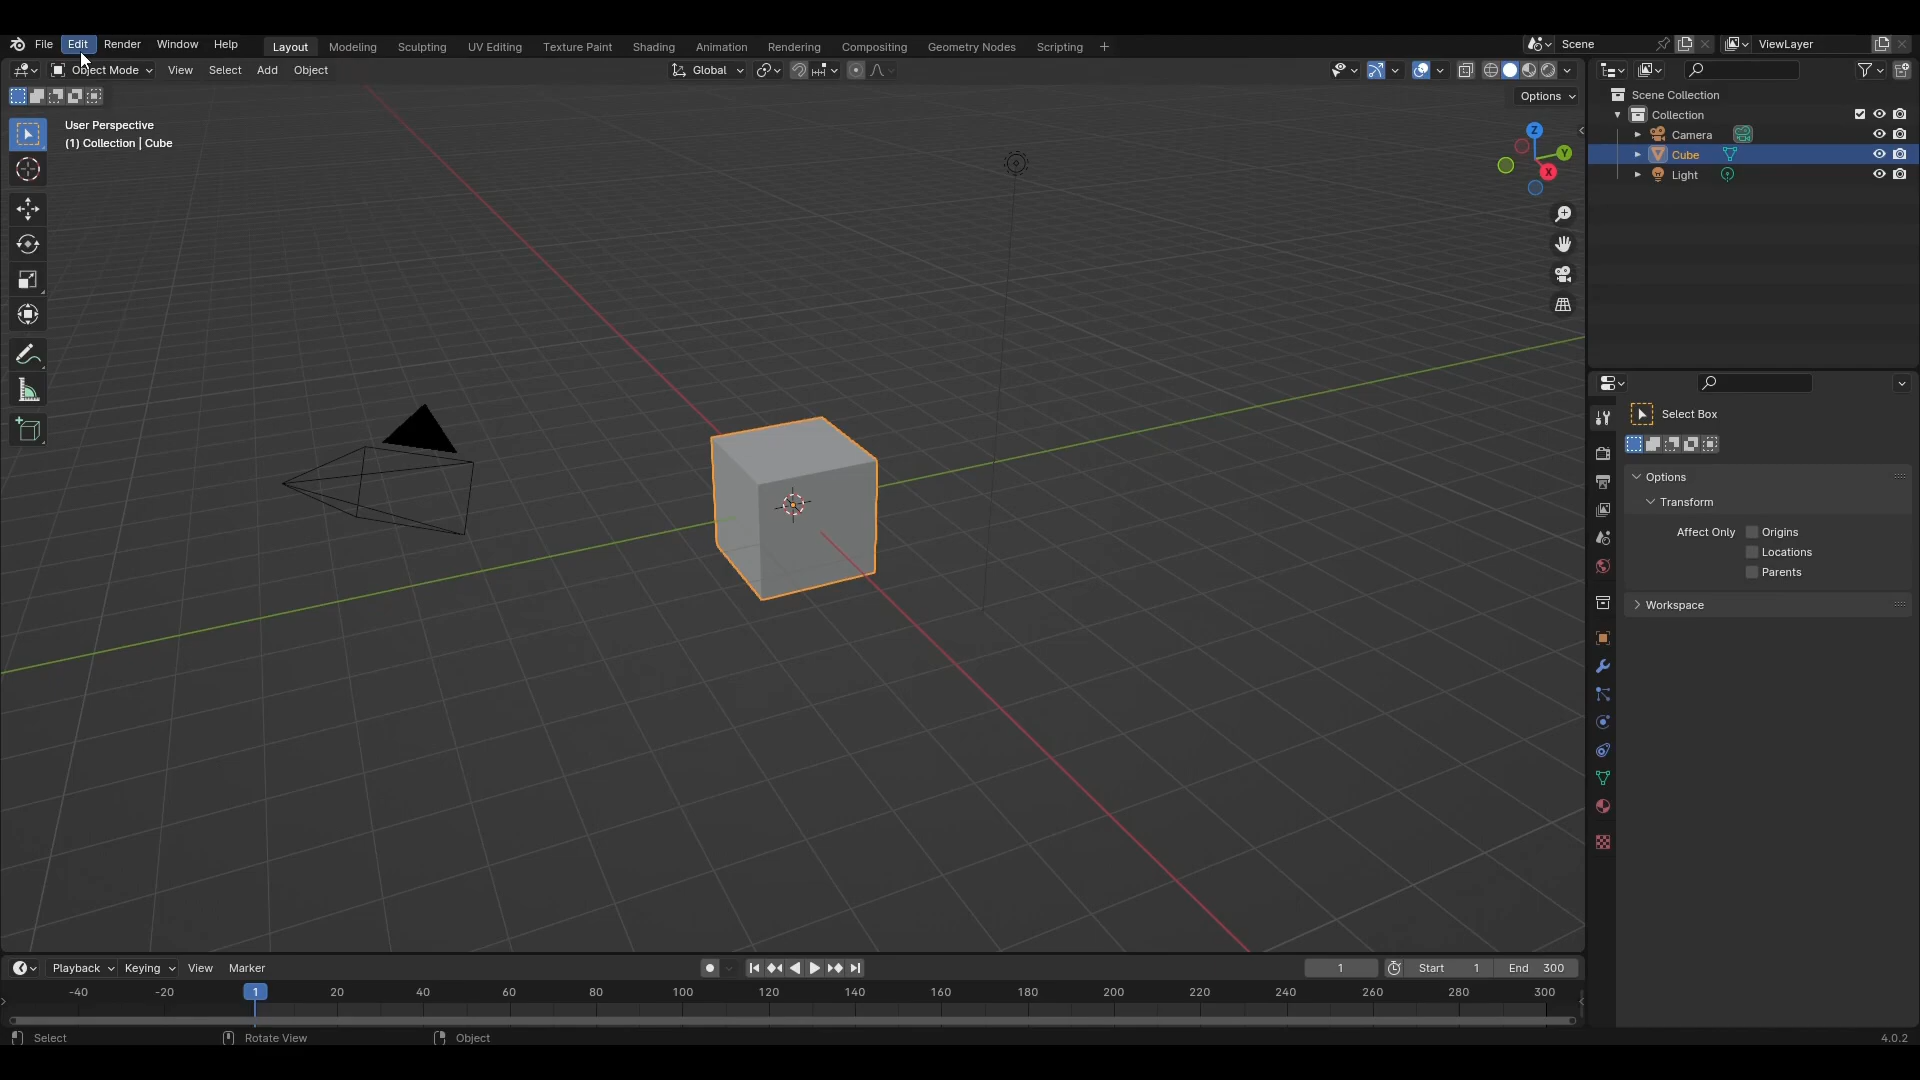 File Edit Render Window Help Layout Modeling Sculpting UV Editing Texture Paint Shading Animation Rendering Compositing Geometry Nodes Scripting + Scene ViewLayer
Object Mode View Select Add Object Global
Options
User Perspective
(1) Collection | Cube
Z
Y
X
Scene Collection
Collection
Camera
Cube
Light
Select Box
Options
Transform
Affect Only Origins
Locations
Parents
Workspace
Playback Keying View Marker 1 Start 1 End 300
-40 -20 1 20 40 60 80 100 120 140 160 180 200 220 240 260 280 300
Select Rotate View Object 4.0.2